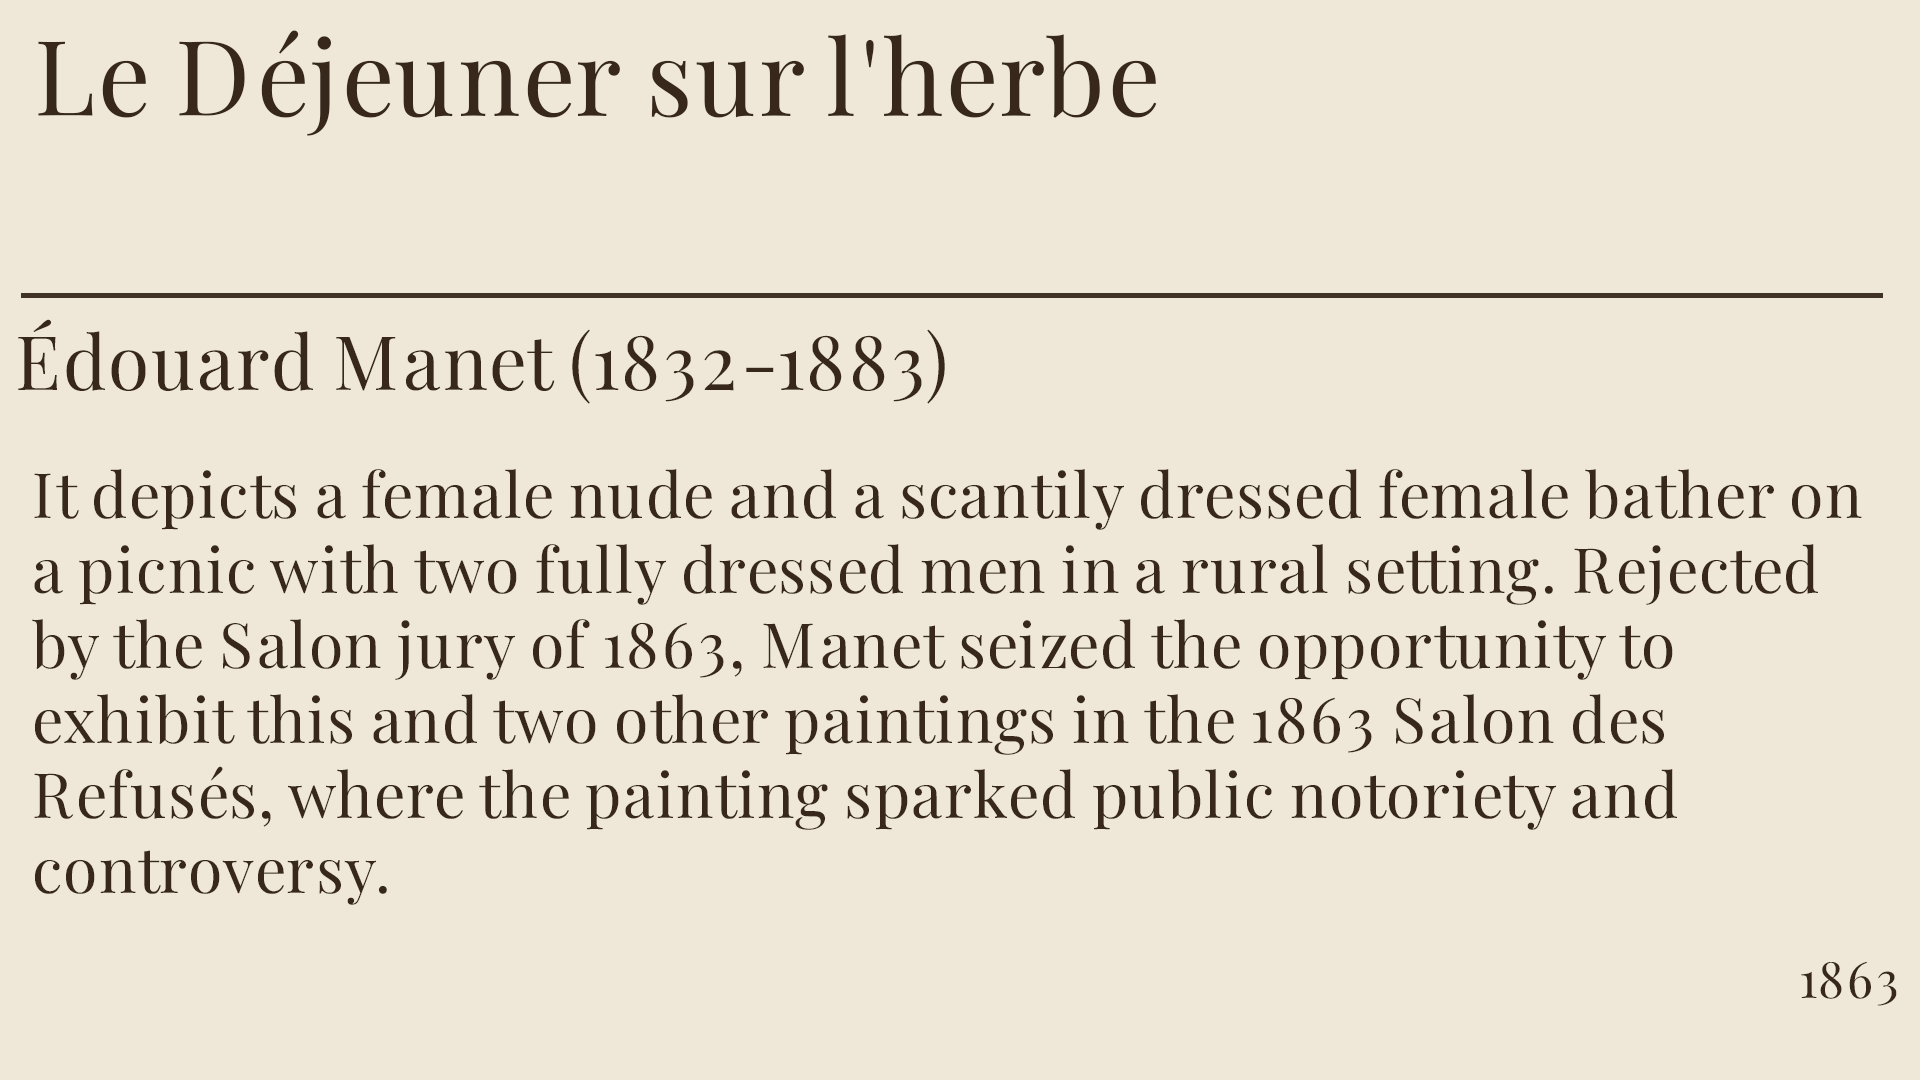 Le Déjeuner sur l'herbe
Édouard Manet (1832-1883)
It depicts a female nude and a scantily dressed female bather on
a picnic with two fully dressed men in a rural setting. Rejected
by the Salon jury of 1863, Manet seized the opportunity to
exhibit this and two other paintings in the 1863 Salon des
Refusés, where the painting sparked public notoriety and
controversy.
1863